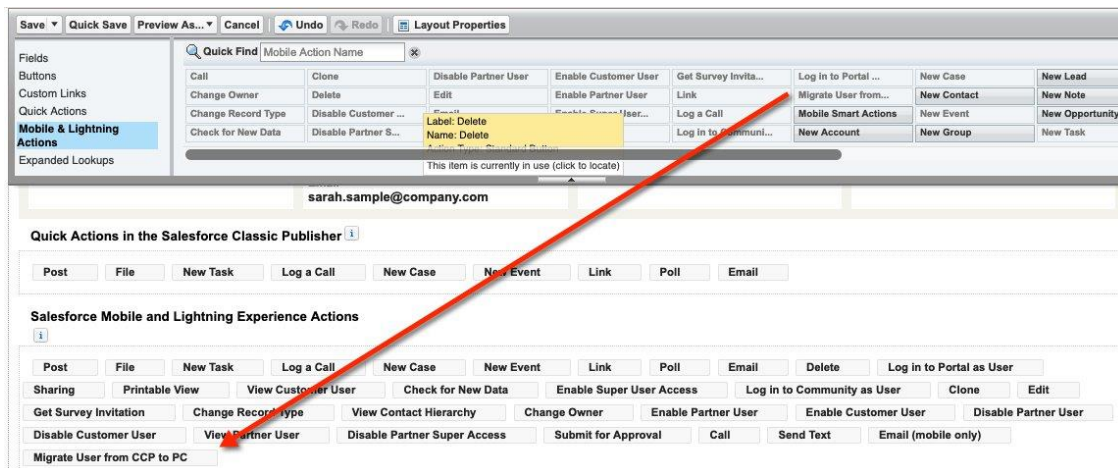 Save Quick Save Preview As... Cancel Undo Redo Layout Properties
Fields
Buttons
Custom Links
Quick Actions
Mobile & Lightning
Actions
Expanded Lookups
Quick Find Mobile Action Name
Call Clone Disable Partner User Enable Customer User Get Survey Invita... Log in to Portal ... New Case New Lead
Change Owner Delete Edit Enable Partner User Link Migrate User from... New Contact New Note
Change Record Type Disable Customer ... Email Enable Super User... Log a Call Mobile Smart Actions New Event New Opportunity
Check for New Data Disable Partner S... Log in to Communi... New Account New Group New Task
Label: Delete
Name: Delete
Action Type: Standard Button
This item is currently in use (click to locate)
sarah.sample@company.com
Quick Actions in the Salesforce Classic Publisher i
Post File New Task Log a Call New Case New Event Link Poll Email
Salesforce Mobile and Lightning Experience Actions
i
Post File New Task Log a Call New Case New Event Link Poll Email Delete Log in to Portal as User
Sharing Printable View View Customer User Check for New Data Enable Super User Access Log in to Community as User Clone Edit
Get Survey Invitation Change Record Type View Contact Hierarchy Change Owner Enable Partner User Enable Customer User Disable Partner User
Disable Customer User View Partner User Disable Partner Super Access Submit for Approval Call Send Text Email (mobile only)
Migrate User from CCP to PC